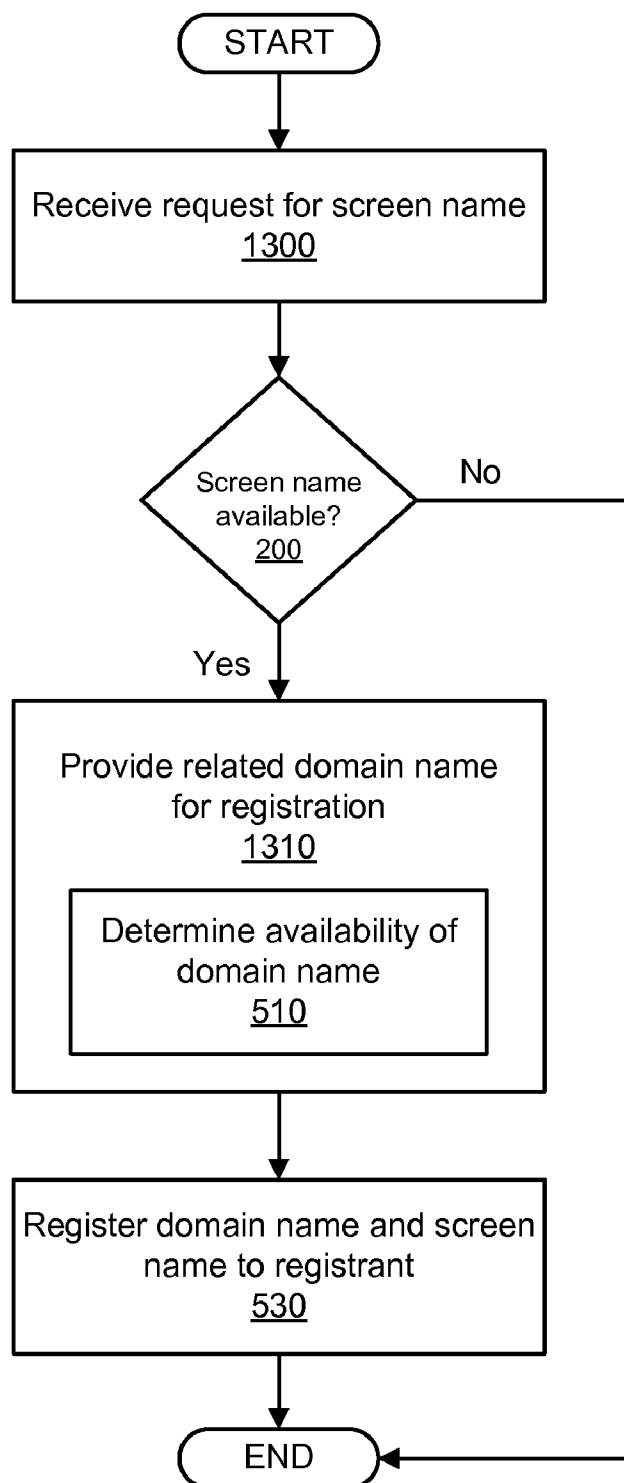 START
Receive request for screen name
1300
Screen name
available?
200
No
Yes
Provide related domain name
for registration
1310
Determine availability of
domain name
510
Register domain name and screen
name to registrant
530
END